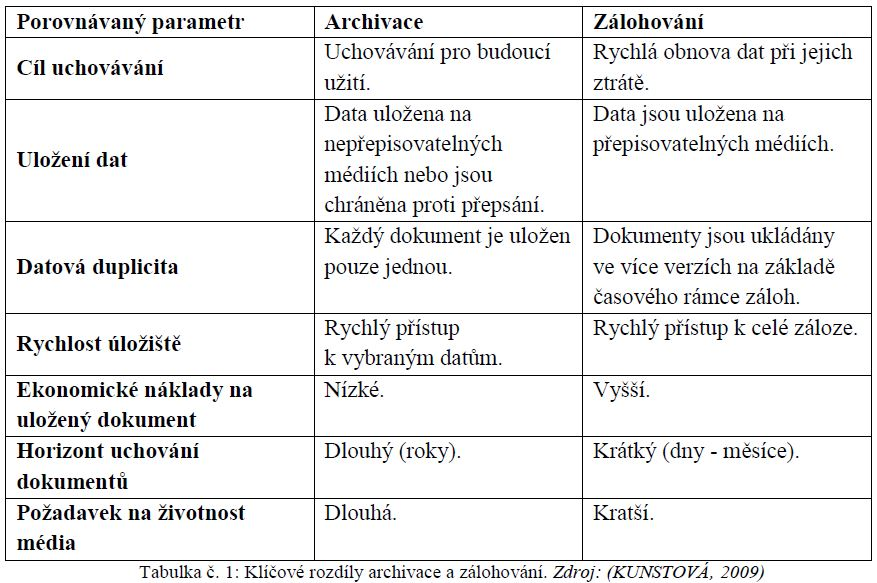 Porovnávaný parametr Archivace Zálohování
Cíl uchovávání
Uchovávání pro budoucí
užití.
Rychlá obnova dat při jejich
ztrátě.
Uložení dat
Data uložena na
nepřepisovatelných
médiích nebo jsou
chráněna proti přepsání.
Data jsou uložena na
přepisovatelných médiích.
Datová duplicita
Každý dokument je uložen
pouze jednou.
Dokumenty jsou ukládány
ve více verzích na základě
časového rámce záloh.
Rychlost úložiště
Rychlý přístup
k vybraným datům.
Rychlý přístup k celé záloze.
Ekonomické náklady na
uložený dokument
Nízké.
Vyšší.
Horizont uchování
dokumentů
Dlouhý (roky).
Krátký (dny - měsíce).
Požadavek na životnost
média
Dlouhá.
Kratší.
Tabulka č. 1: Klíčové rozdíly archivace a zálohování. Zdroj: (KUNSTOVÁ, 2009)